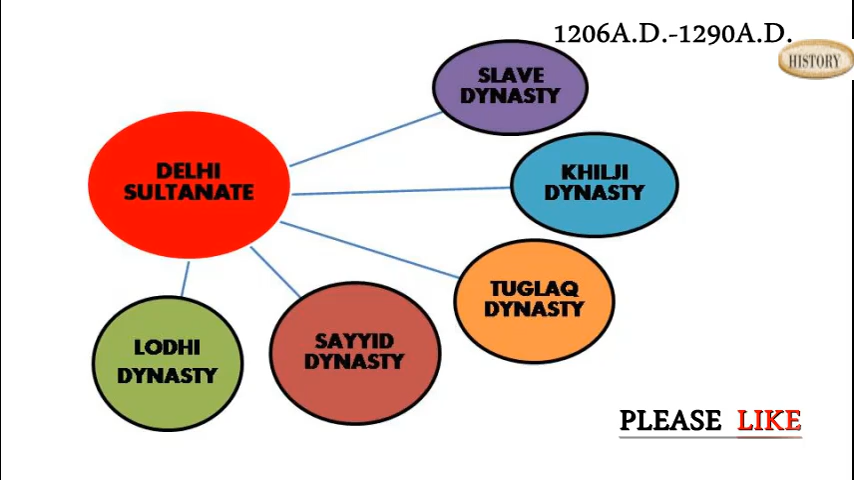 1206A.D.-1290A.D.
HISTORY
SLAVE
DYNASTY
DELHI
SULTANATE
KHILJI
DYNASTY
TUGLAQ
DYNASTY
SAYYID
DYNASTY
LODHI
DYNASTY
PLEASE LIKE